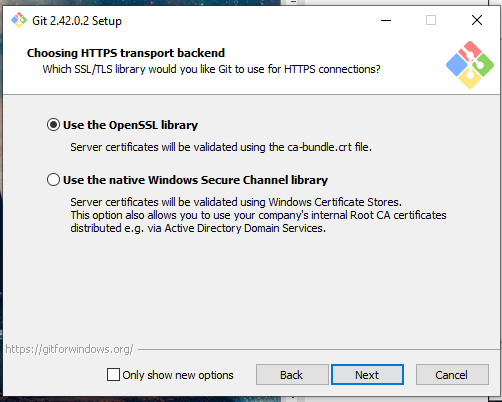 Git 2.42.0.2 Setup
Choosing HTTPS transport backend
Which SSL/TLS library would you like Git to use for HTTPS connections?
Use the OpenSSL library
Server certificates will be validated using the ca-bundle.crt file.
Use the native Windows Secure Channel library
Server certificates will be validated using Windows Certificate Stores.
This option also allows you to use your company's internal Root CA certificates
distributed e.g. via Active Directory Domain Services.
https://gitforwindows.org/
Only show new options
Back
Next
Cancel